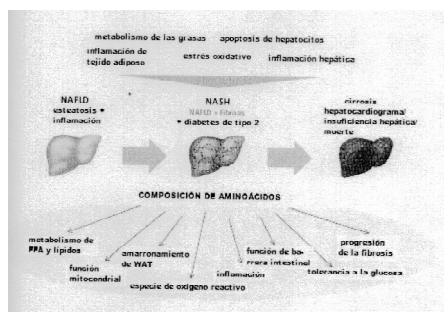 metabolismo de las grasas apoptosis de hepatocitos
inflamación de
tejido adiposo estrés oxidativo inflamación hepática
NAFLD
esteatosis •
inflamación
NASH
NAFLD + Fibrosis
• diabetes de tipo 2
cirrosis
hepatocardiograma/
insuficiencia hepática/
muerte
COMPOSICIÓN DE AMINOÁCIDOS
metabolismo de
PPA y lípidos
función
mitocondrial
amarronamiento
de WAT
especie de oxígeno reactivo
inflamación
función de ba-
rrera intestinal
tolerancia a la glucosa
progresión
de la fibrosis